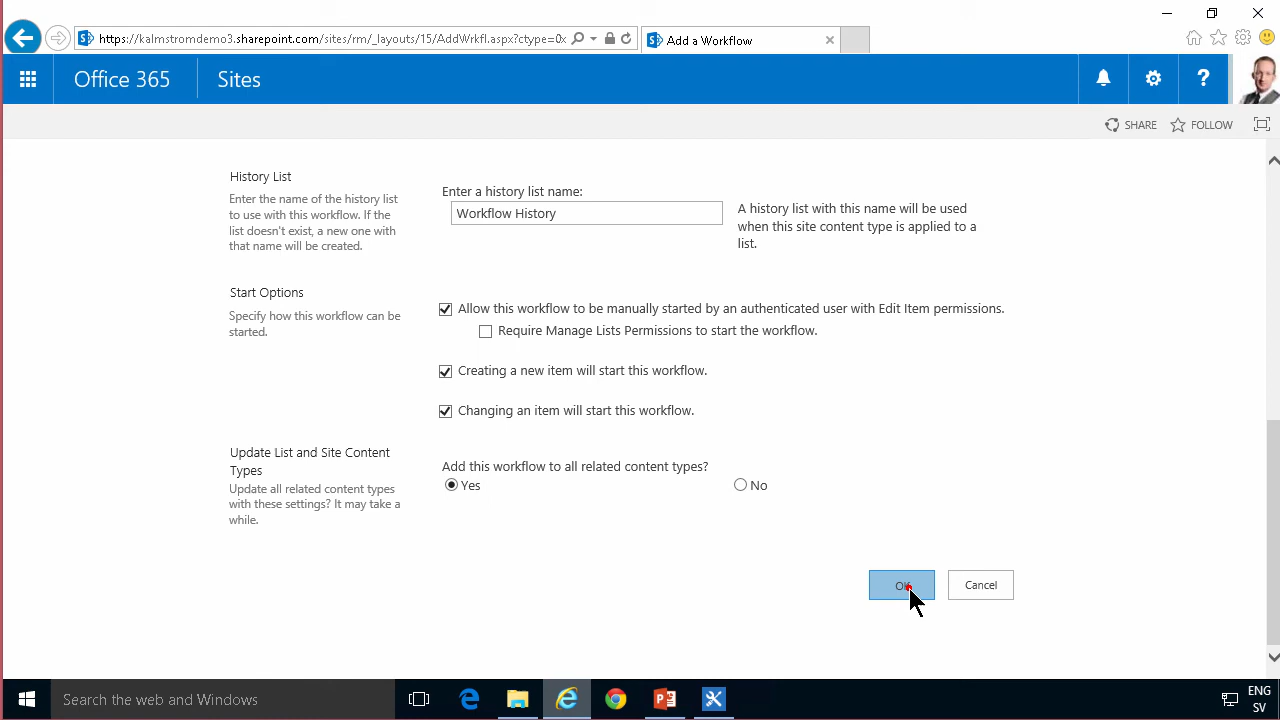 https://kalmstromdemo3.sharepoint.com/sites/rm/_layouts/15/AddWrkfl.aspx?ctype=0x
Add a Workflow
Office 365
Sites
?
SHARE
FOLLOW
History List
Enter the name of the history list
to use with this workflow. If the
list doesn't exist, a new one with
that name will be created.
Enter a history list name:
Workflow History
A history list with this name will be used
when this site content type is applied to a
list.
Start Options
Specify how this workflow can be
started.
Allow this workflow to be manually started by an authenticated user with Edit Item permissions.
Require Manage Lists Permissions to start the workflow.
Creating a new item will start this workflow.
Changing an item will start this workflow.
Update List and Site Content
Types
Update all related content types
with these settings? It may take a
while.
Add this workflow to all related content types?
Yes
No
OK
Cancel
Search the web and Windows
ENG
SV